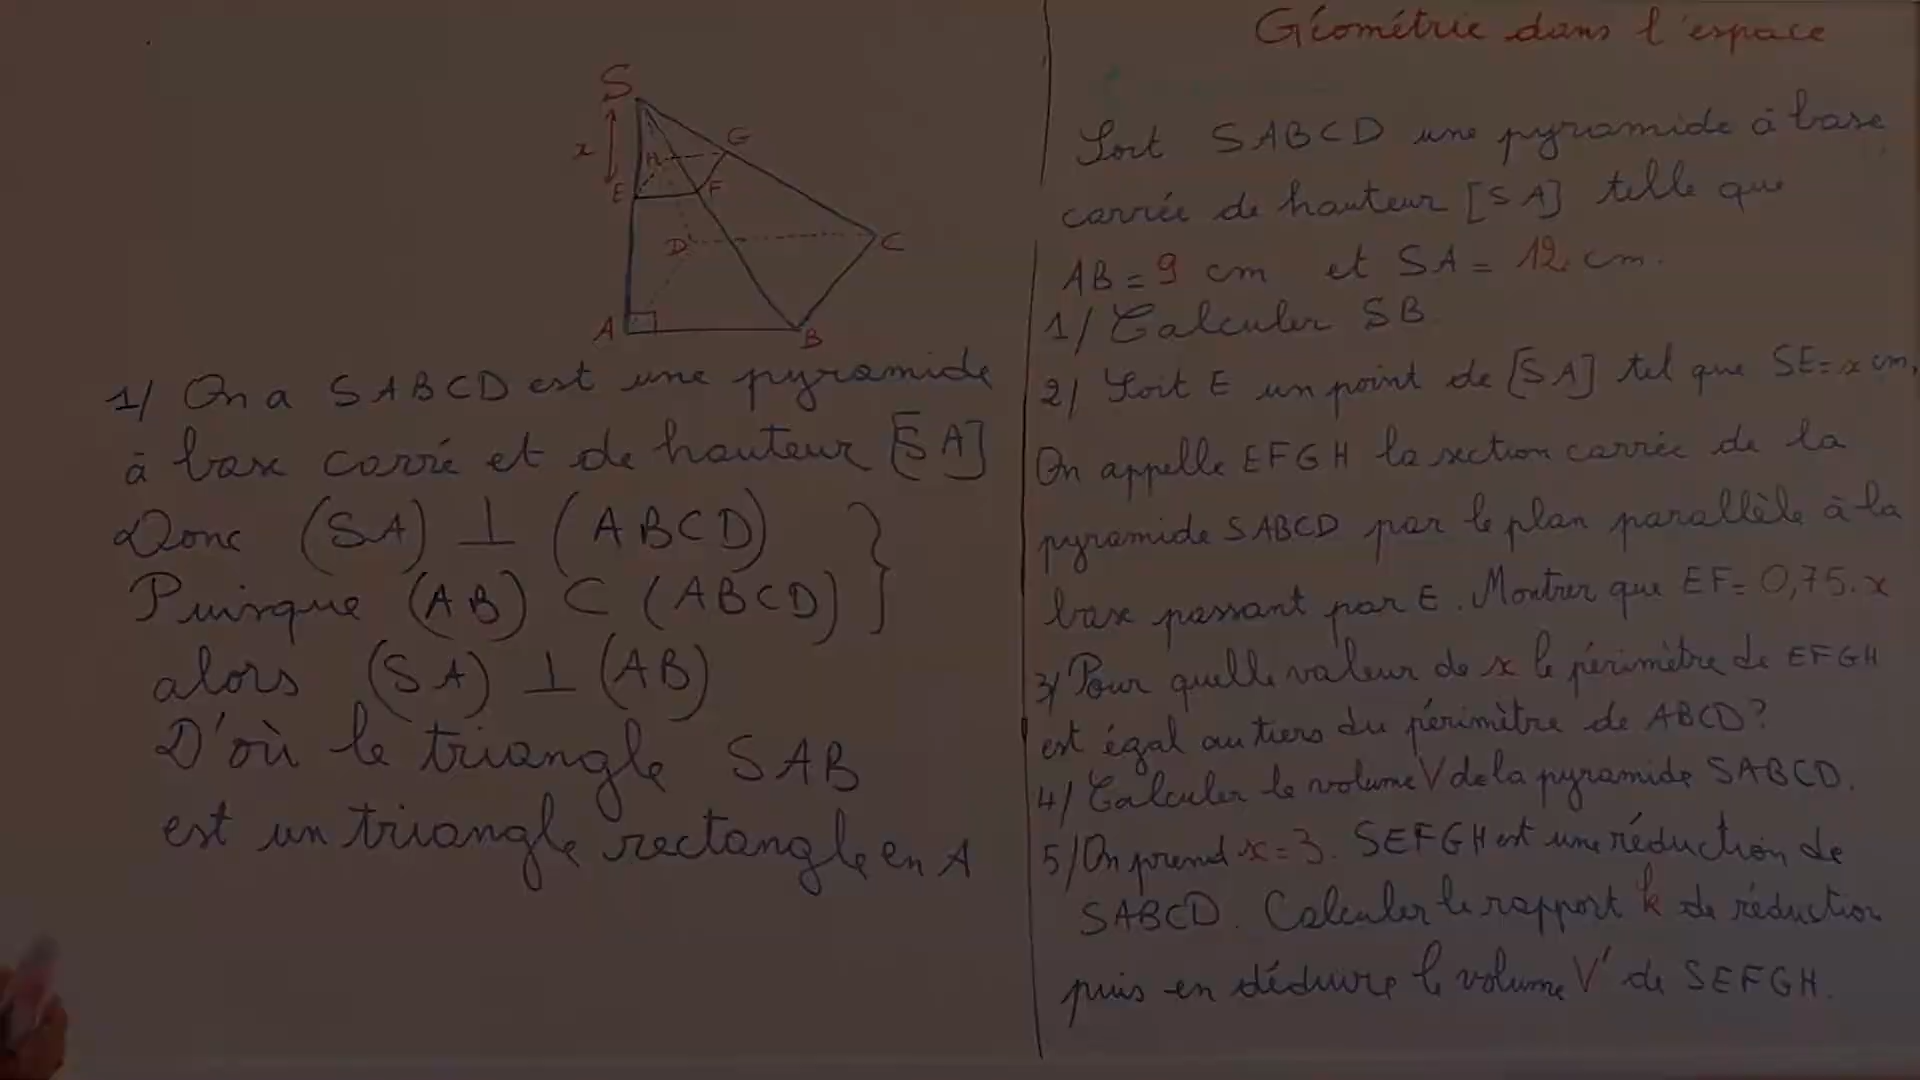 Géométrie dans l'espace
Soit SABCD une pyramide à base
carrée de hauteur [SA] telle que
AB = 9 cm et SA = 12 cm.
1/ Calculer SB
2/ Soit E un point de [SA] tel que SE = x cm,
On appelle EFGH la section carrée de la
pyramide SABCD par le plan parallèle à la
base passant par E. Montrer que EF = 0,75.x
3/ Pour quelle valeur de x le périmètre de EFGH
est égal au tiers du périmètre de ABCD?
4/ Calculer le volume V de la pyramide SABCD.
5/ On prend x = 3. SEFGH est une réduction de
SABCD. Calculer le rapport k de réduction
puis en déduire le volume V' de SEFGH.
S
x
G
H
E
F
D
C
A
B
1/ On a SABCD est une pyramide
à base carré et de hauteur [SA]
Donc (SA) ⊥ (ABCD) }
Puisque (AB) ⊂ (ABCD)
alors (SA) ⊥ (AB)
D'où le triangle SAB
est un triangle rectangle en A